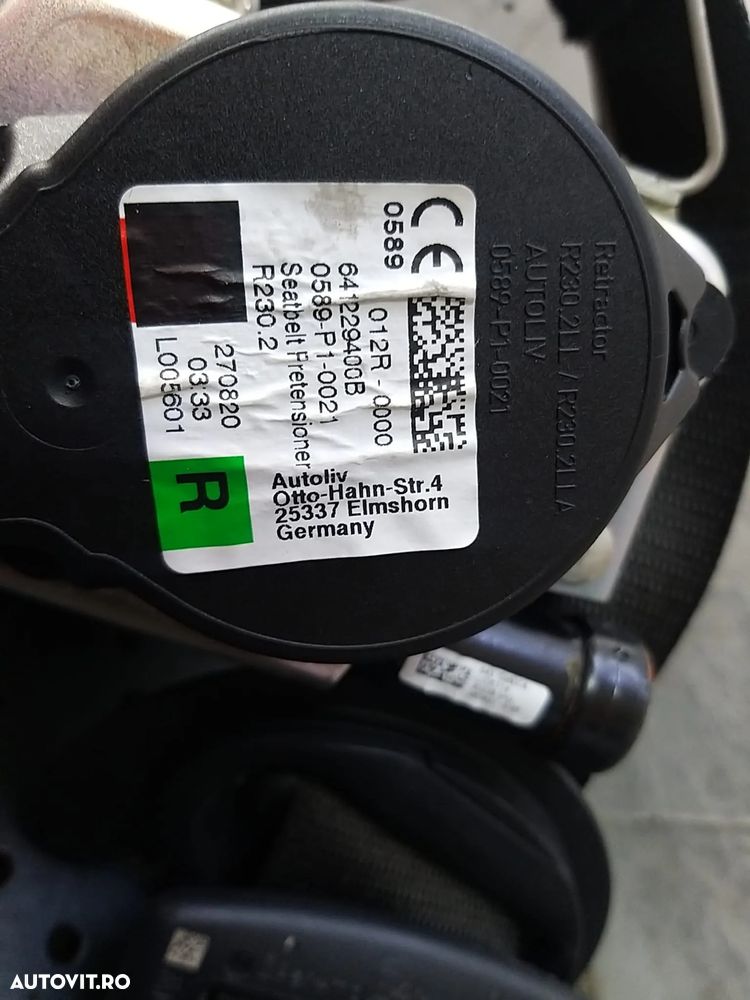 Retractor
R230.2LL / R230.2LLA
AUTOLIV
0589-P1-0021
CE
0589
012R - 0000
641229400B
0589-P1-0021
Seatbelt Pretensioner
R230.2
270820
03:33
L005601
R
Autoliv
Otto-Hahn-Str.4
25337 Elmshorn
Germany
AUTOVIT.RO